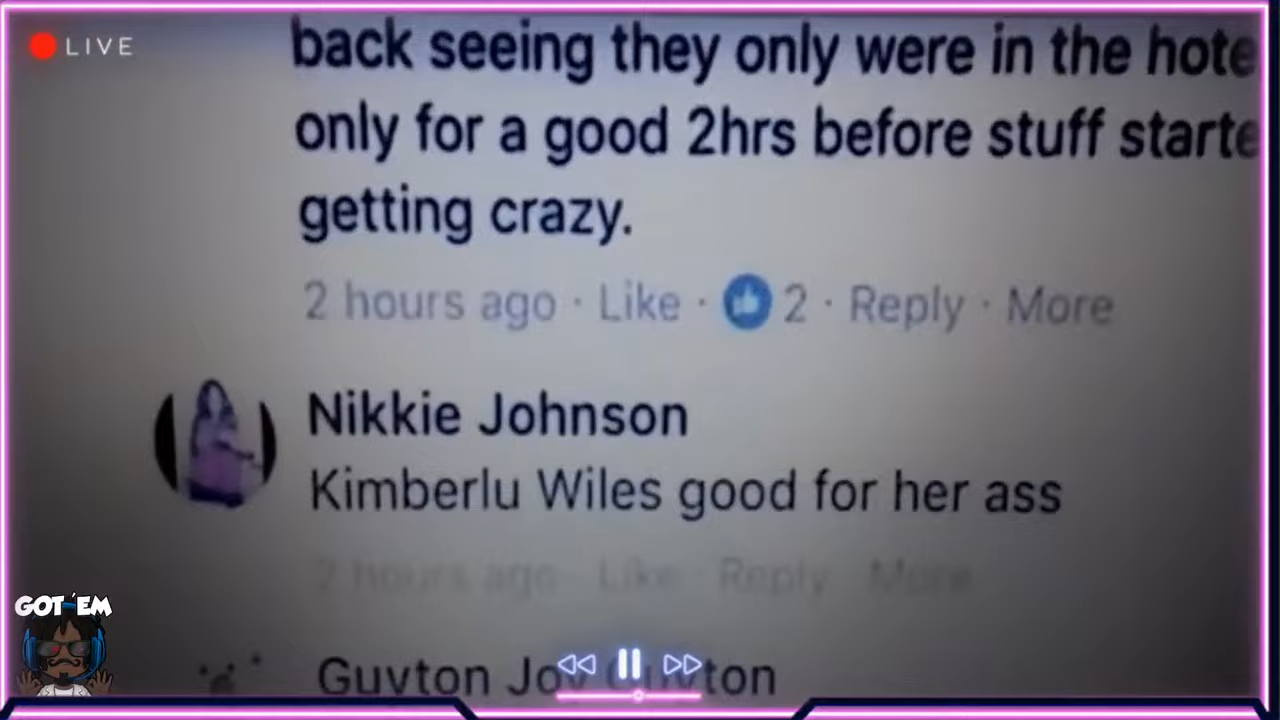 LIVE
back seeing they only were in the hote
only for a good 2hrs before stuff starte
getting crazy.
2 hours ago · Like · 2 · Reply · More
Nikkie Johnson
Kimberlu Wiles good for her ass
2 hours ago Like · Reply More
GOT 'EM
Guyton Joy Guyton